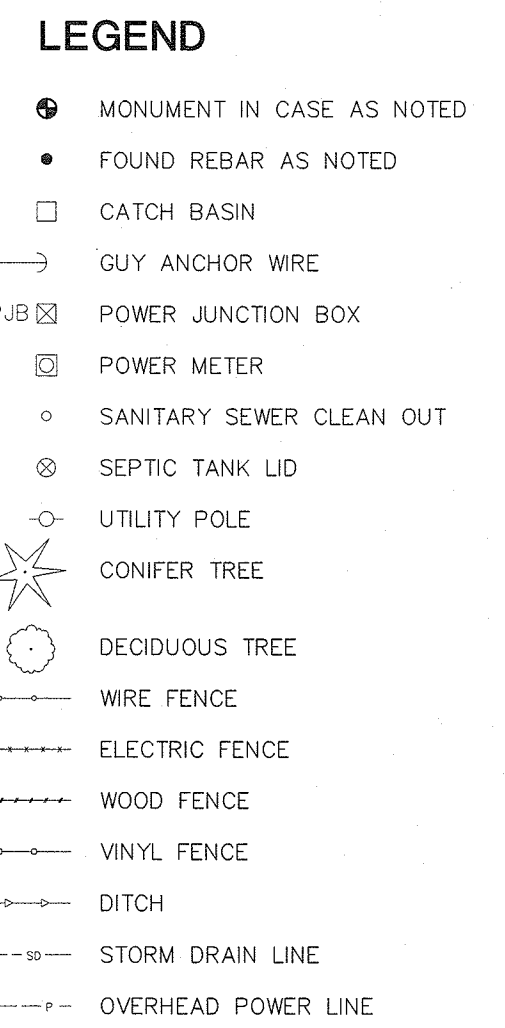 LEGEND
MONUMENT IN CASE AS NOTED
FOUND REBAR AS NOTED
CATCH BASIN
GUY ANCHOR WIRE
JB POWER JUNCTION BOX
POWER METER
SANITARY SEWER CLEAN OUT
SEPTIC TANK LID
UTILITY POLE
CONIFER TREE
DECIDUOUS TREE
WIRE FENCE
ELECTRIC FENCE
WOOD FENCE
VINYL FENCE
DITCH
SD STORM DRAIN LINE
P OVERHEAD POWER LINE